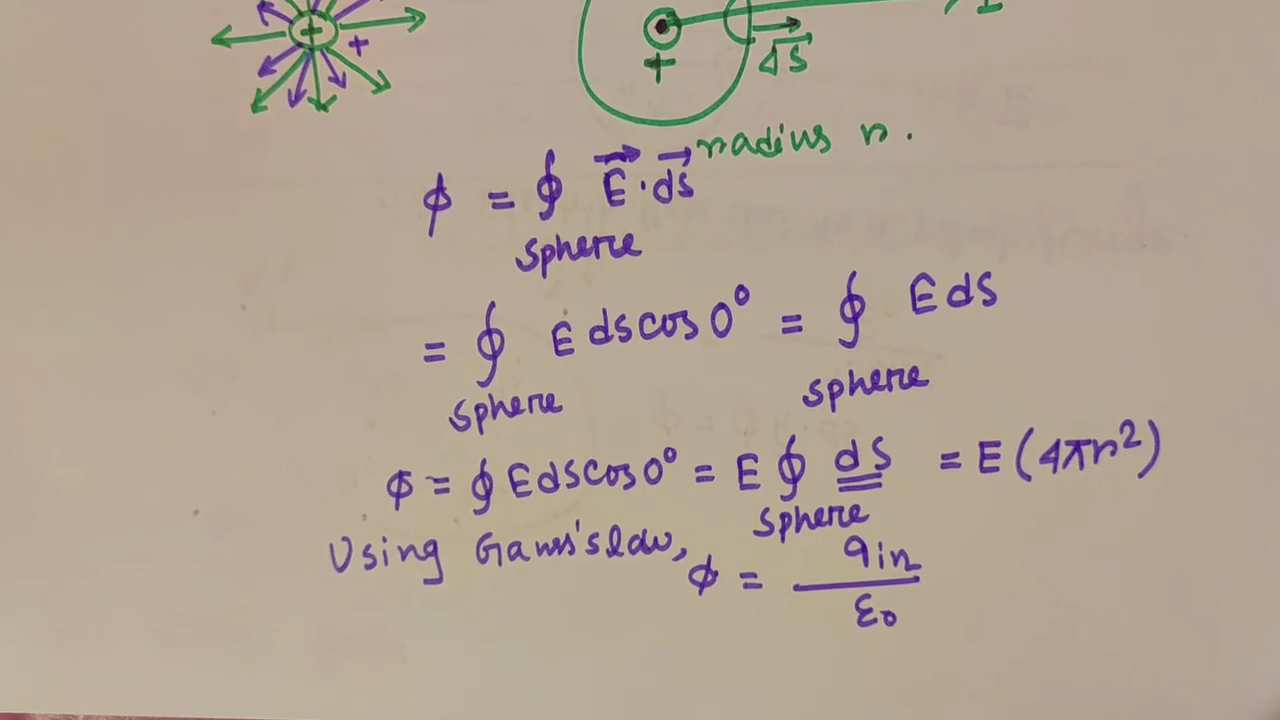 + +
+ ΔS
radius r.
ϕ = ∮ E⃗·ds⃗
sphere
= ∮ E ds cos 0° = ∮ E ds
sphere sphere
ϕ = ∮ E ds cos 0° = E ∮ ds = E (4πr²)
sphere
Using Gauss's law, ϕ = qin / ε₀